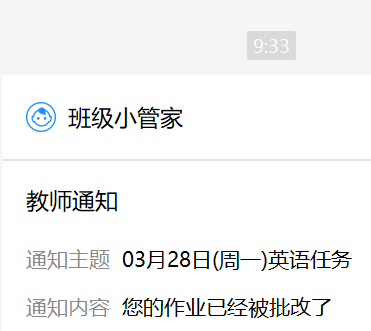 9:33
班级小管家
教师通知
通知主题 03月28日(周一)英语任务
通知内容 您的作业已经被批改了